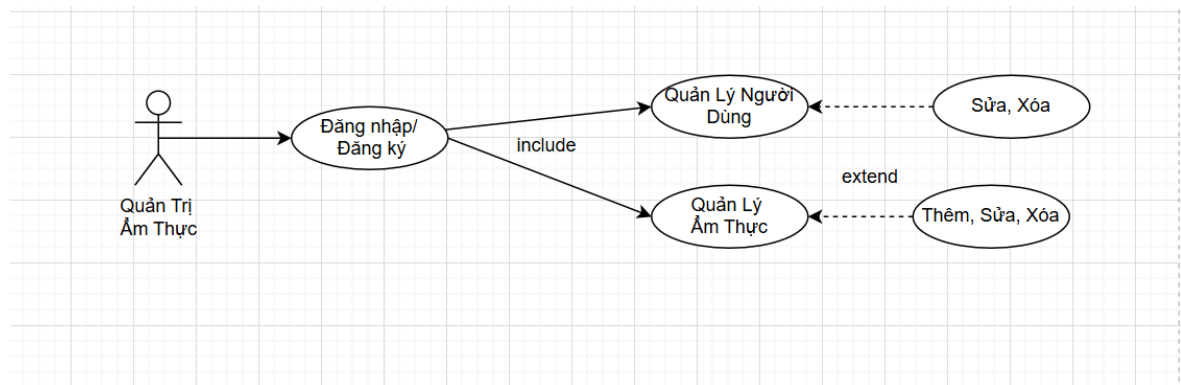 Quản Trị
Ẩm Thực
Đăng nhập/
Đăng ký
include
Quản Lý Người
Dùng
Quản Lý
Ẩm Thực
extend
Sửa, Xóa
Thêm, Sửa, Xóa